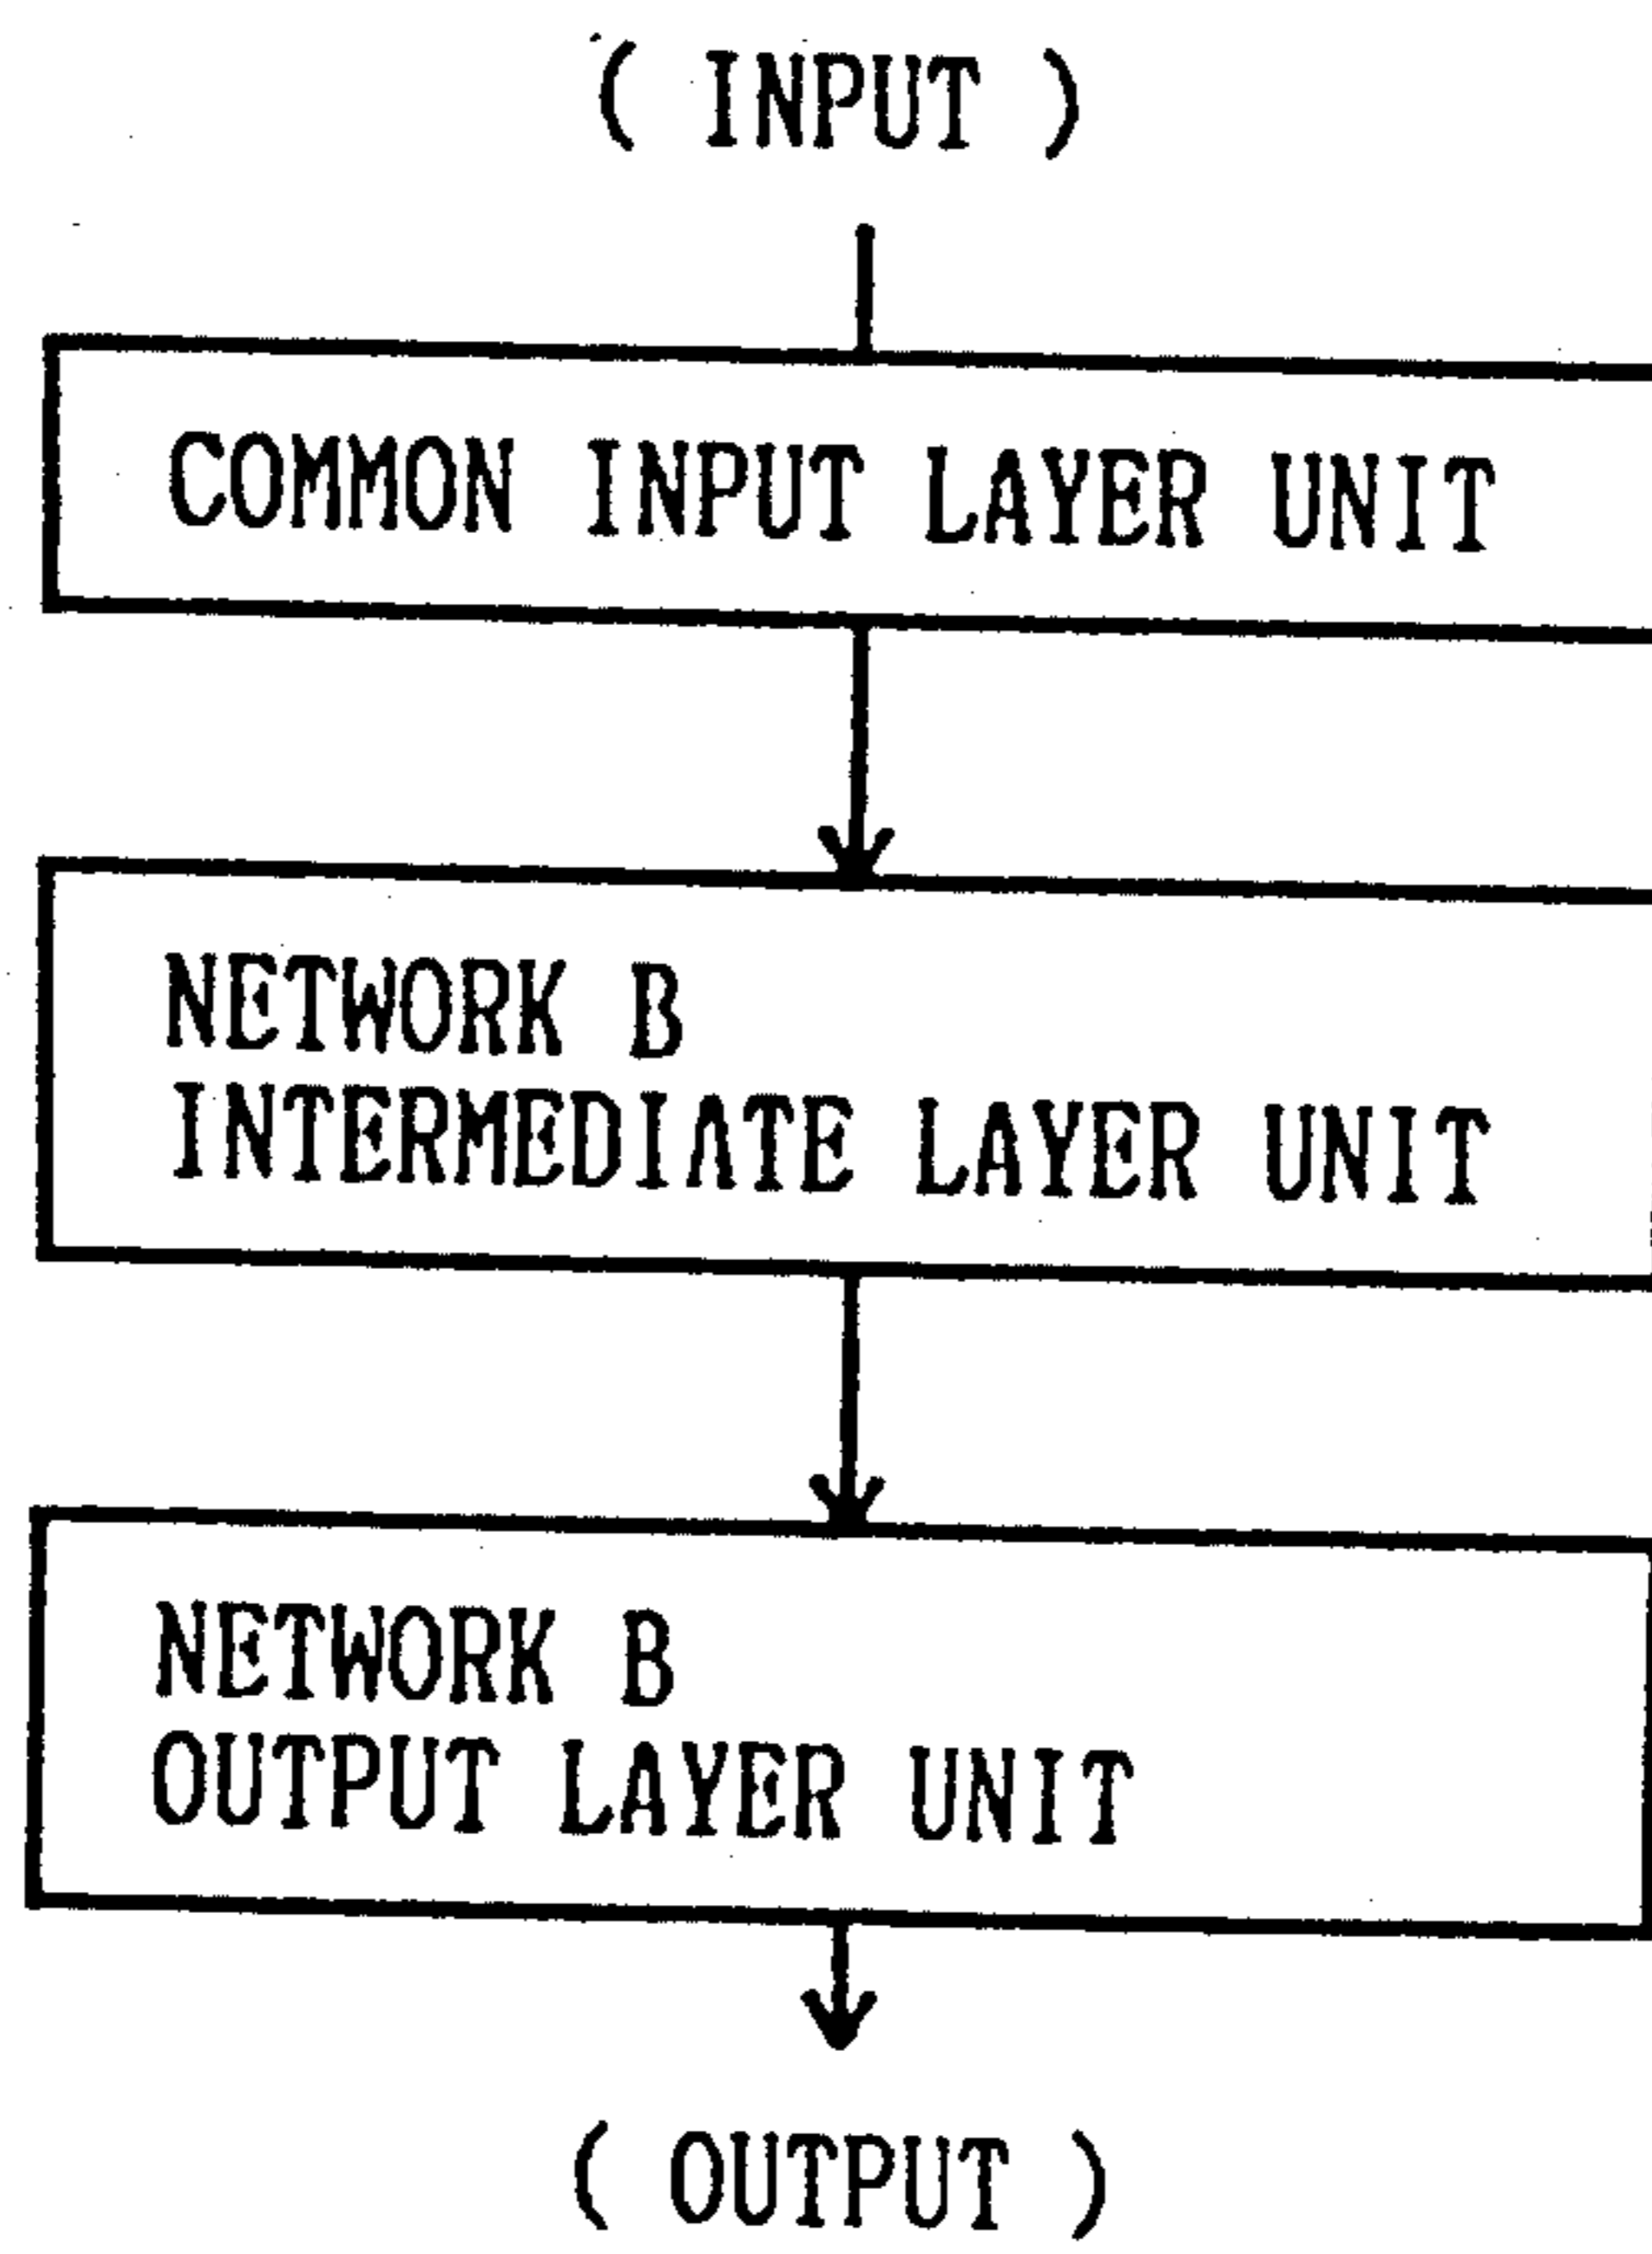 ( INPUT )
COMMON INPUT LAYER UNIT
NETWORK B
INTERMEDIATE LAYER UNIT
NETWORK B
OUTPUT LAYER UNIT
( OUTPUT )